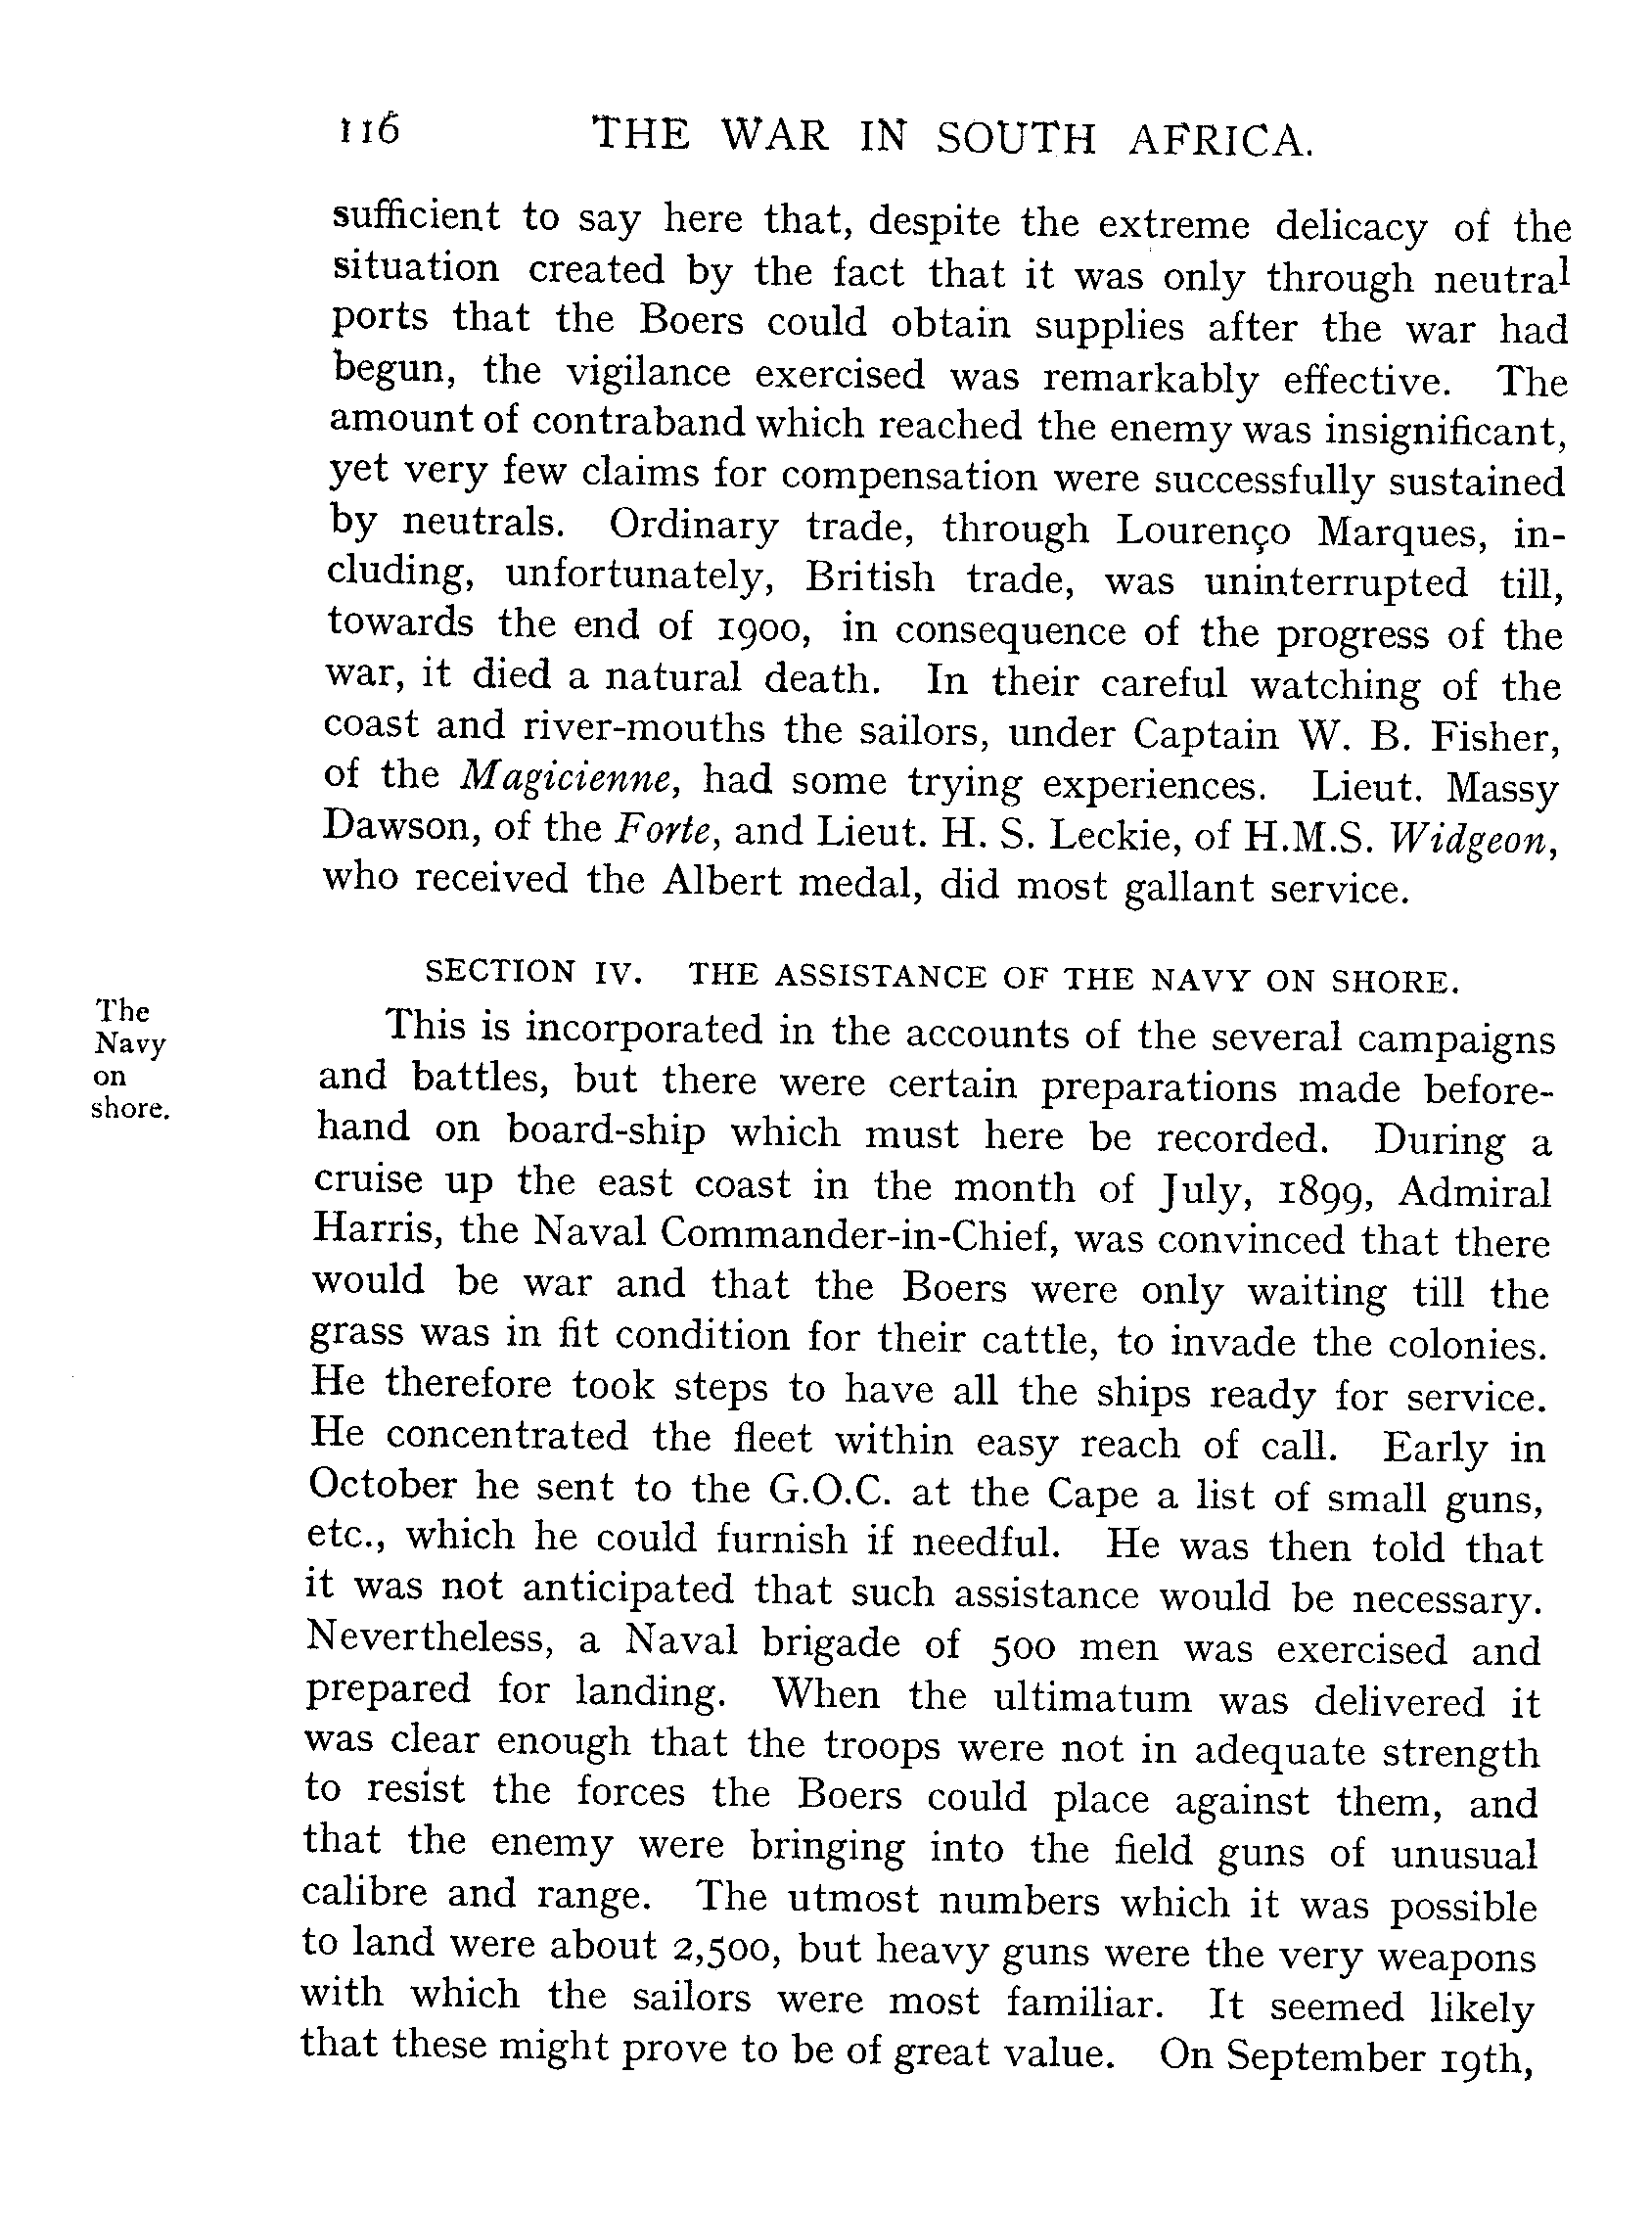 116 THE WAR IN SOUTH AFRICA.
sufficient to say here that, despite the extreme delicacy of the
situation created by the fact that it was only through neutral
ports that the Boers could obtain supplies after the war had
begun, the vigilance exercised was remarkably effective. The
amount of contraband which reached the enemy was insignificant,
yet very few claims for compensation were successfully sustained
by neutrals. Ordinary trade, through Lourenço Marques, in-
cluding, unfortunately, British trade, was uninterrupted till,
towards the end of 1900, in consequence of the progress of the
war, it died a natural death. In their careful watching of the
coast and river-mouths the sailors, under Captain W. B. Fisher,
of the Magicienne, had some trying experiences. Lieut. Massy
Dawson, of the Forte, and Lieut. H. S. Leckie, of H.M.S. Widgeon,
who received the Albert medal, did most gallant service.
SECTION IV. THE ASSISTANCE OF THE NAVY ON SHORE.
The
Navy
on
shore.
This is incorporated in the accounts of the several campaigns
and battles, but there were certain preparations made before-
hand on board-ship which must here be recorded. During a
cruise up the east coast in the month of July, 1899, Admiral
Harris, the Naval Commander-in-Chief, was convinced that there
would be war and that the Boers were only waiting till the
grass was in fit condition for their cattle, to invade the colonies.
He therefore took steps to have all the ships ready for service.
He concentrated the fleet within easy reach of call. Early in
October he sent to the G.O.C. at the Cape a list of small guns,
etc., which he could furnish if needful. He was then told that
it was not anticipated that such assistance would be necessary.
Nevertheless, a Naval brigade of 500 men was exercised and
prepared for landing. When the ultimatum was delivered it
was clear enough that the troops were not in adequate strength
to resist the forces the Boers could place against them, and
that the enemy were bringing into the field guns of unusual
calibre and range. The utmost numbers which it was possible
to land were about 2,500, but heavy guns were the very weapons
with which the sailors were most familiar. It seemed likely
that these might prove to be of great value. On September 19th,